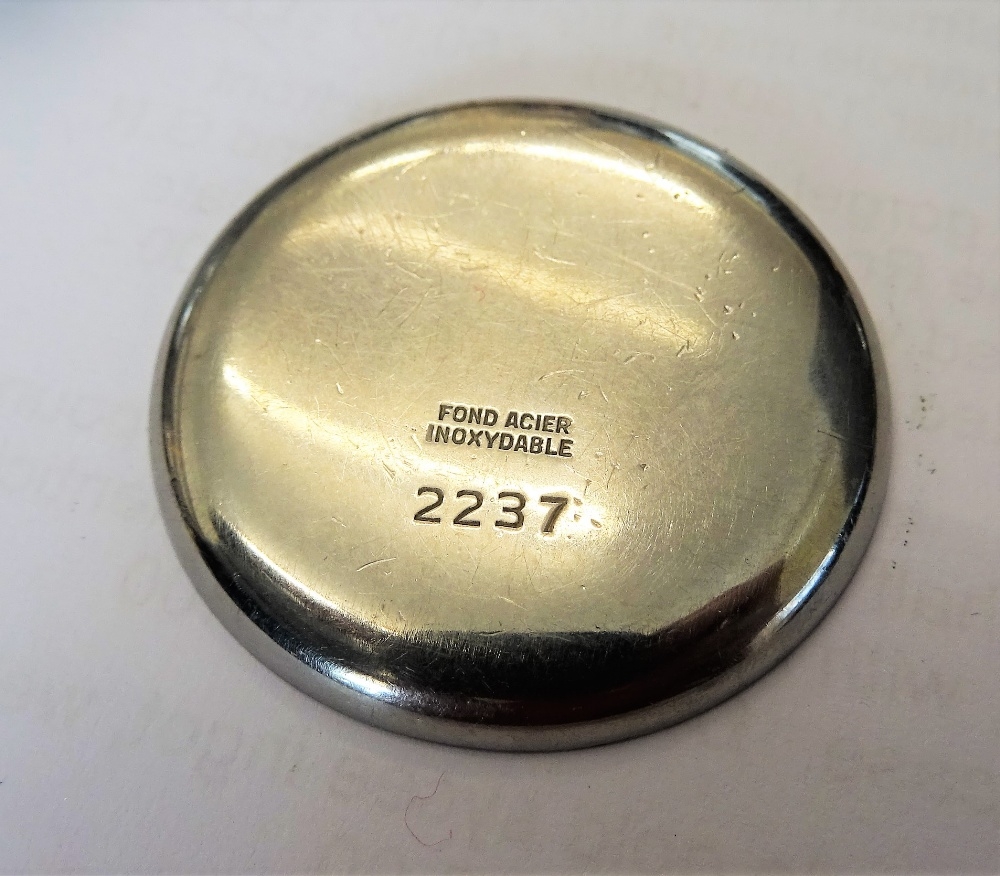 FOND ACIER
INOXYDABLE
2237